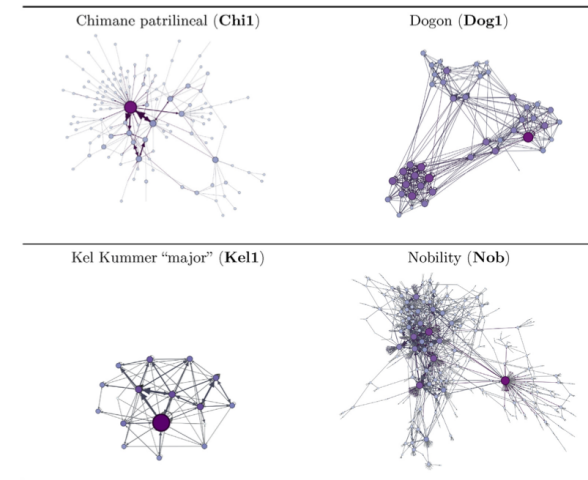 Chimane patrilineal (Chi1)
Dogon (Dog1)
Kel Kummer “major” (Kel1)
Nobility (Nob)